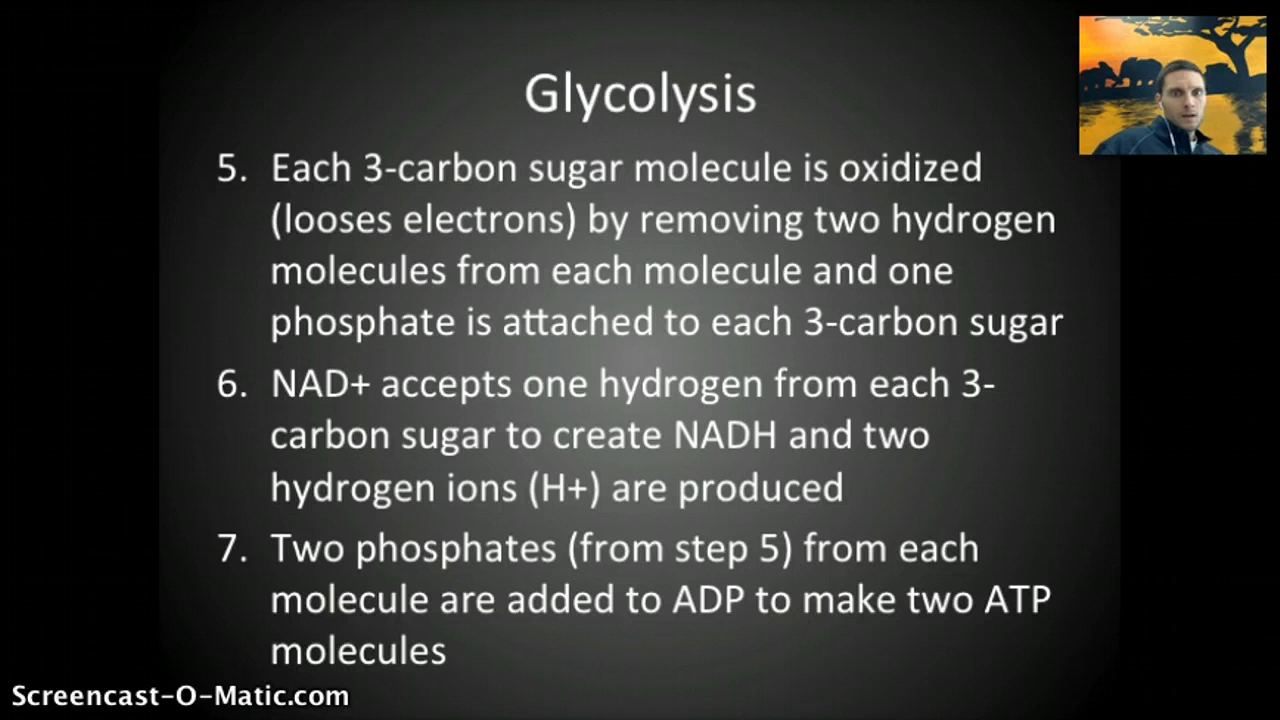 Glycolysis
5. Each 3-carbon sugar molecule is oxidized
(looses electrons) by removing two hydrogen
molecules from each molecule and one
phosphate is attached to each 3-carbon sugar
6. NAD+ accepts one hydrogen from each 3-
carbon sugar to create NADH and two
hydrogen ions (H+) are produced
7. Two phosphates (from step 5) from each
molecule are added to ADP to make two ATP
molecules
Screencast-O-Matic.com